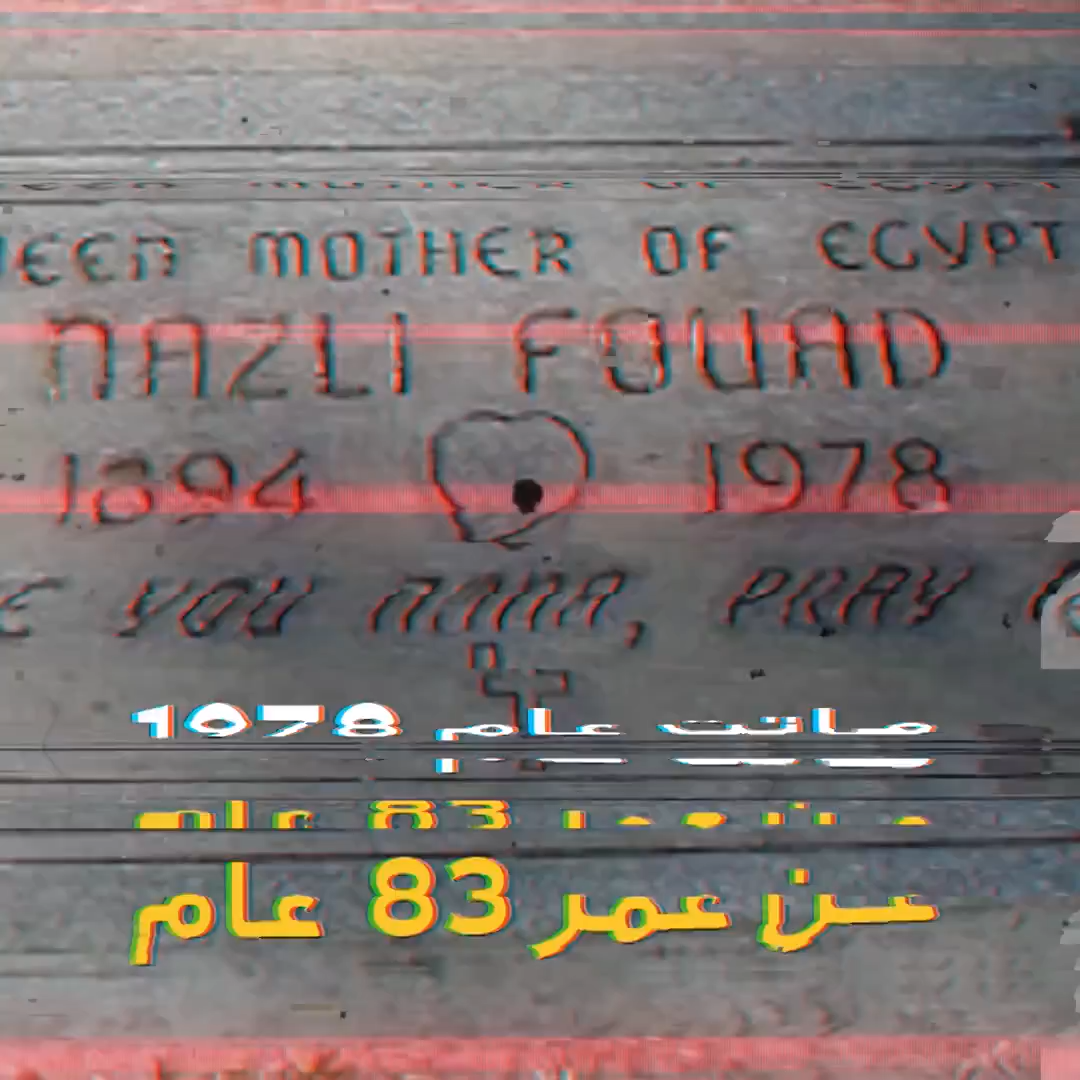 MOTHER OF EGYPT
NAZLI FOUAD
1894 1978
YOU NANA, PRAY
ماتت عام 1978
عن عمر 83 عام